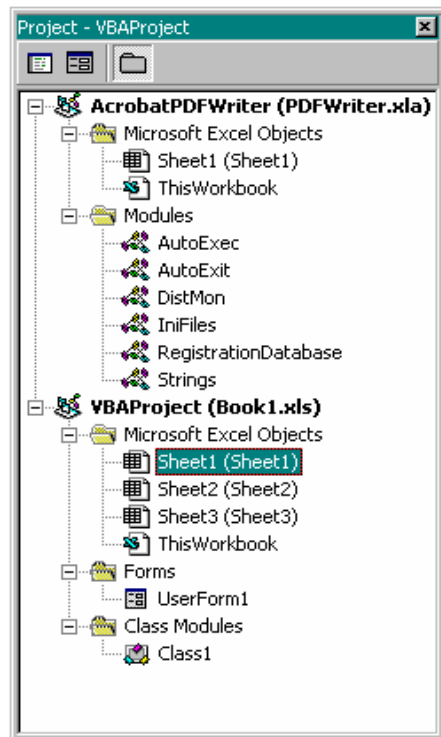 Project - VBAProject
AcrobatPDFWriter (PDFWriter.xla)
Microsoft Excel Objects
Sheet1 (Sheet1)
ThisWorkbook
Modules
AutoExec
AutoExit
DistMon
IniFiles
RegistrationDatabase
Strings
VBAProject (Book1.xls)
Microsoft Excel Objects
Sheet1 (Sheet1)
Sheet2 (Sheet2)
Sheet3 (Sheet3)
ThisWorkbook
Forms
UserForm1
Class Modules
Class1